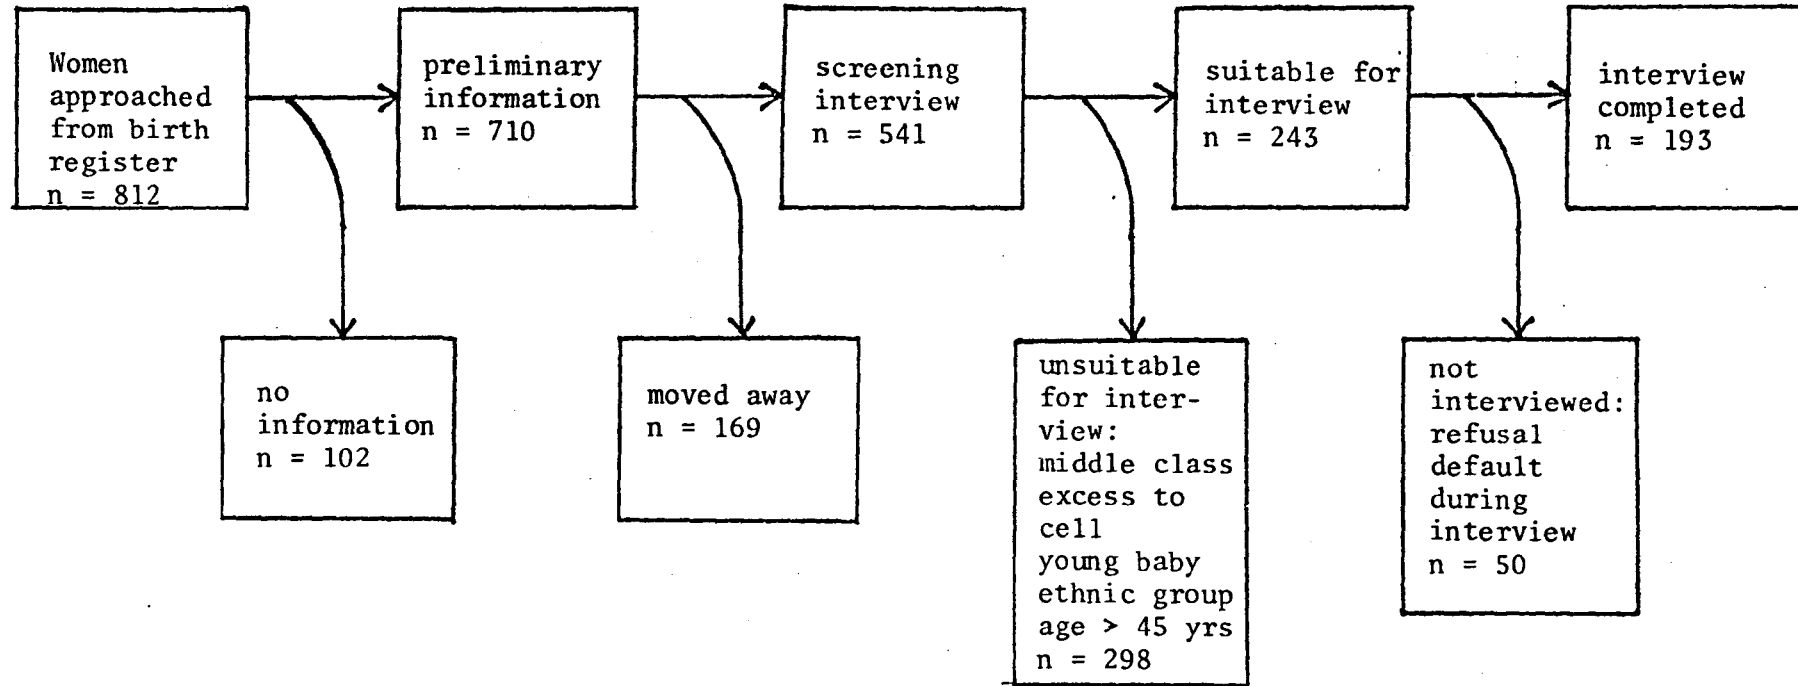 Women
approached
from birth
register
n = 812
preliminary
information
n = 710
screening
interview
n = 541
suitable for
interview
n = 243
interview
completed
n = 193
no
information
n = 102
moved away
n = 169
unsuitable
for inter-
view:
middle class
excess to
cell
young baby
ethnic group
age > 45 yrs
n = 298
not
interviewed:
refusal
default
during
interview
n = 50